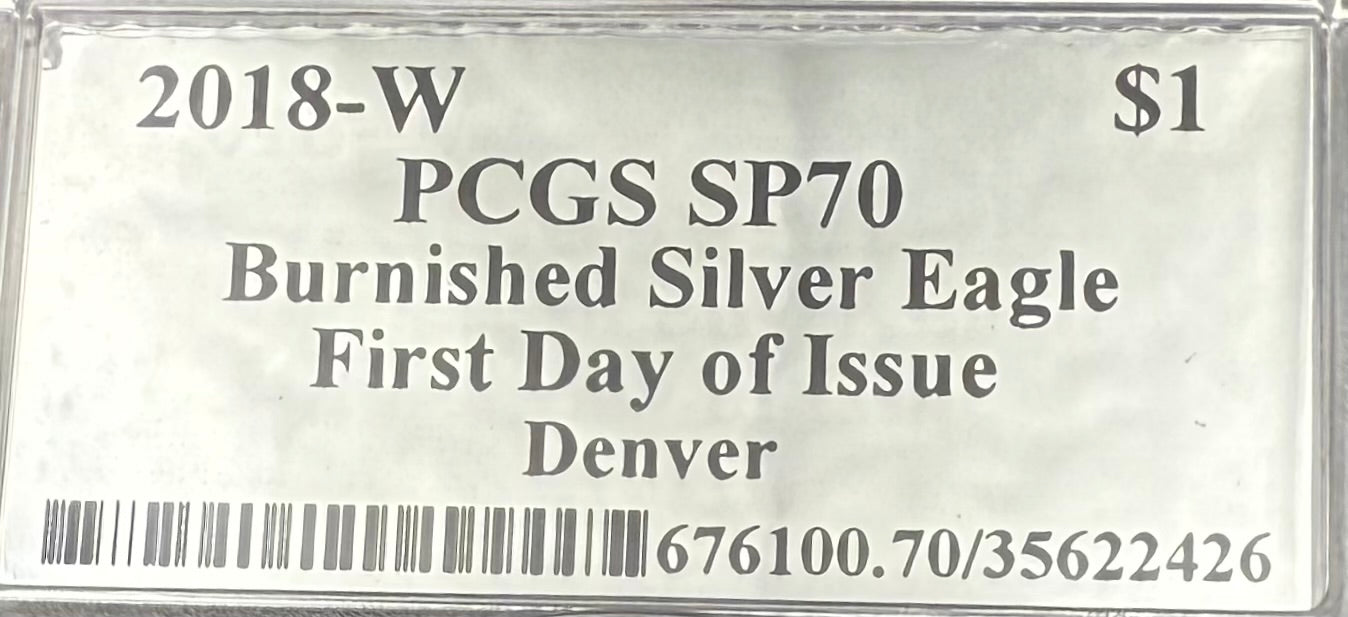 2018-W $1
PCGS SP70
Burnished Silver Eagle
First Day of Issue
Denver
676100.70/35622426